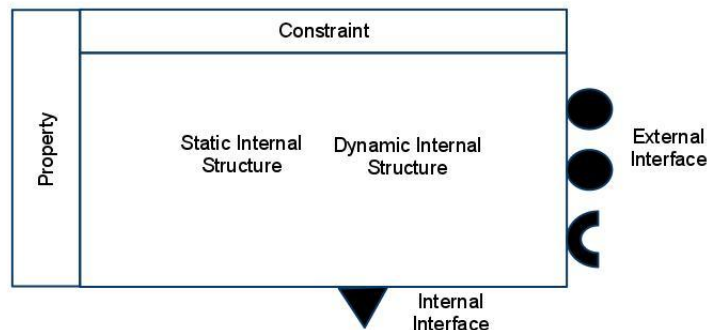 Constraint
Property
Static Internal
Structure
Dynamic Internal
Structure
External
Interface
Internal
Interface